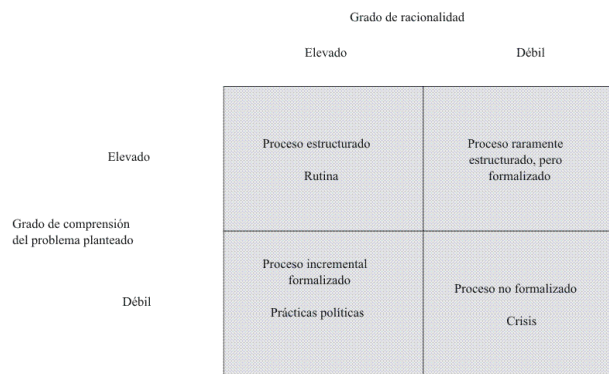 Grado de racionalidad
Elevado
Débil
Elevado
Proceso estructurado
Rutina
Proceso raramente
estructurado, pero
formalizado
Grado de comprensión
del problema planteado
Débil
Proceso incremental
formalizado
Prácticas políticas
Proceso no formalizado
Crisis